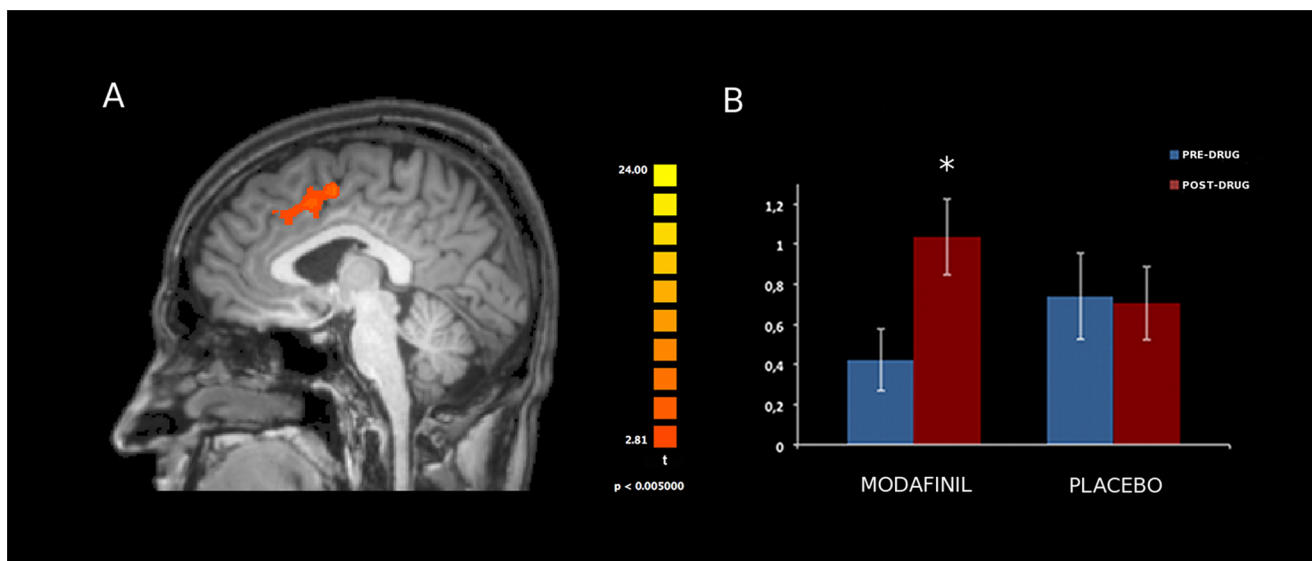 A
24.00
2.81
t
p < 0.005000
B
PRE-DRUG
POST-DRUG
*
1,2
1
0,8
0,6
0,4
0,2
0
MODAFINIL
PLACEBO